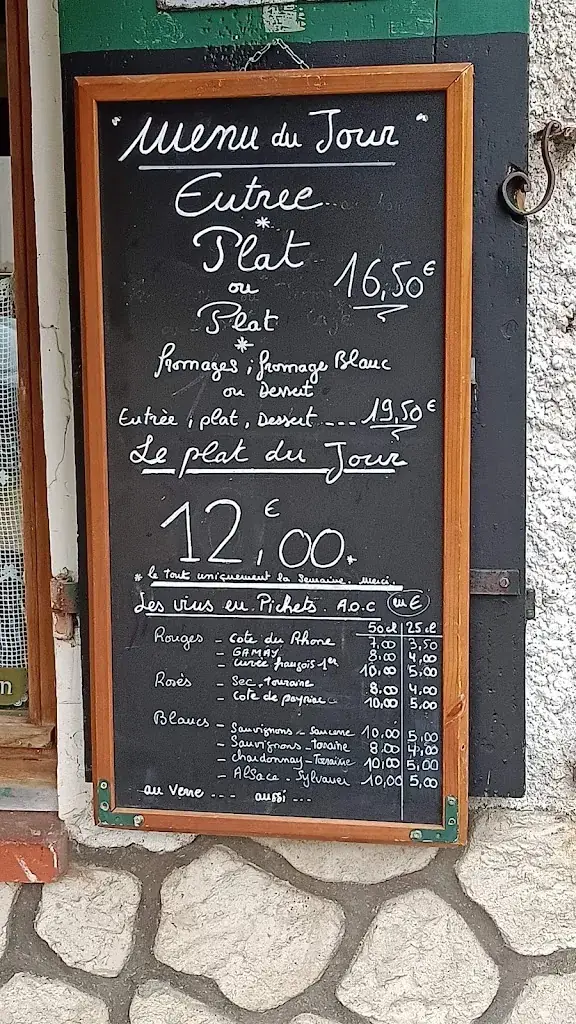 " Menu du Jour "
Entree
*
Plat
ou
16,50€
Plat
*
fromages, fromage Blanc
ou Dessert
Entrèe, plat, Dessert --- 19,50€
Le plat du Jour
12,00€
* le tout uniquement la semaine. Merci.
Les vins en Pichets. A.O.C en €
50cl 25cl
Rouges - Cote du Rhone 7,00 3,50
- GAMAY 8,00 4,00
- cuvée françois 1er 10,00 5,00
Rosés - Sec. Touraine 8,00 4,00
- Cote de 10,00 5,00
Blancs - Sauvignons - Sancerre 10,00 5,00
- Sauvignons - Toraine 8,00 4,00
- Chardonnay - Toraine 10,00 5,00
- Alsace - Sylvaner 10,00 5,00
au Verre --- aussi ---
n